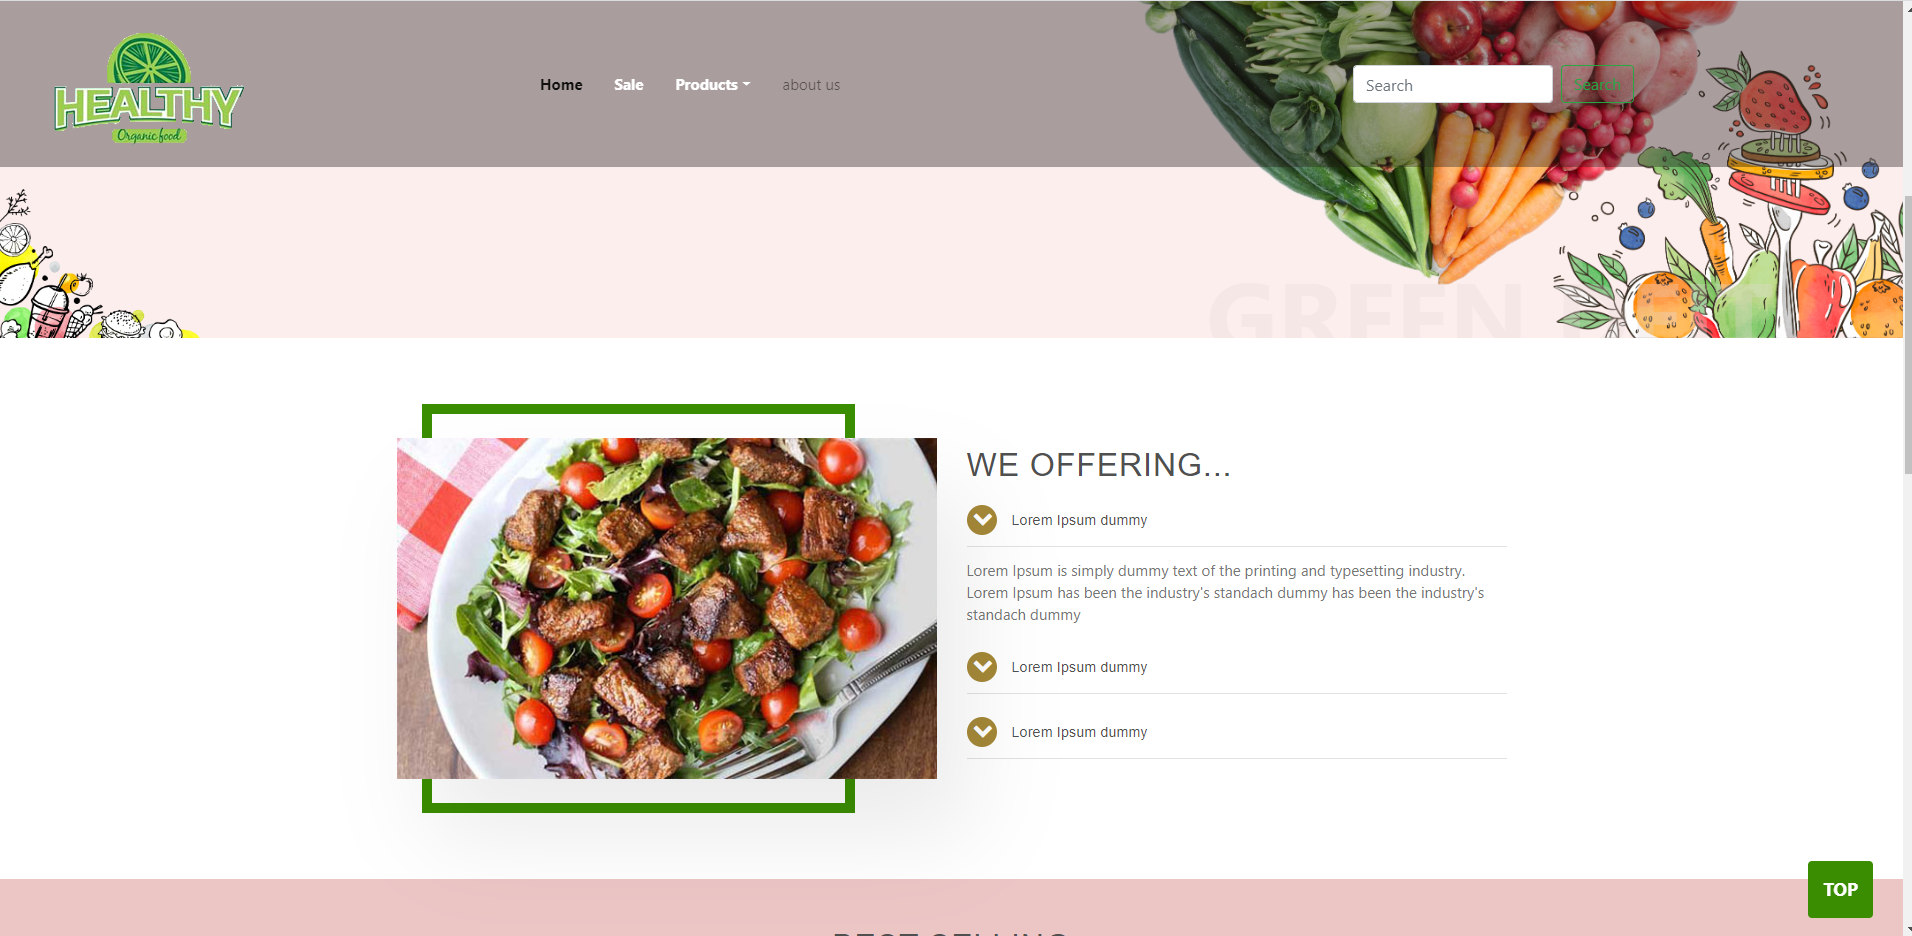 HEALTHY
Organic food
Home
Sale
Products
about us
Search
Search
GREEN
WE OFFERING...
Lorem Ipsum dummy
Lorem Ipsum is simply dummy text of the printing and typesetting industry.
Lorem Ipsum has been the industry's standach dummy has been the industry's
standach dummy
Lorem Ipsum dummy
Lorem Ipsum dummy
TOP
BEST SELLING